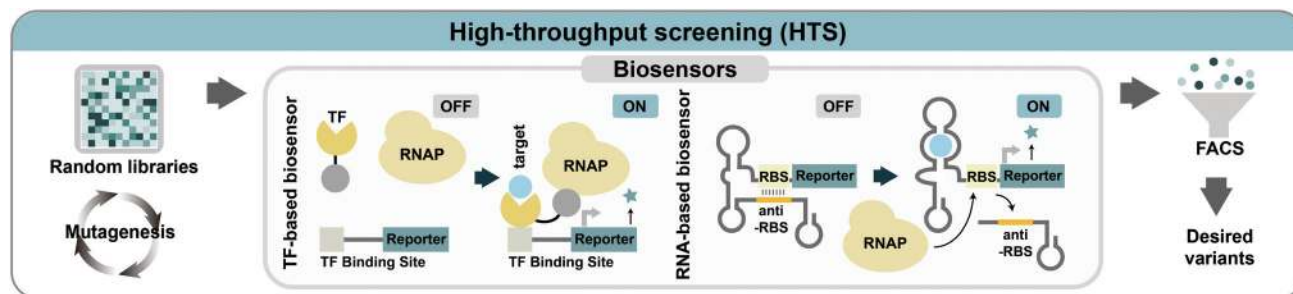 High-throughput screening (HTS)
Random libraries
Mutagenesis
Biosensors
TF-based biosensor
TF
OFF
RNAP
target
ON
RNAP
Reporter
TF Binding Site
Reporter
TF Binding Site
RNA-based biosensor
OFF
RBS
Reporter
anti
-RBS
RNAP
ON
RBS
Reporter
anti
-RBS
FACS
Desired
variants